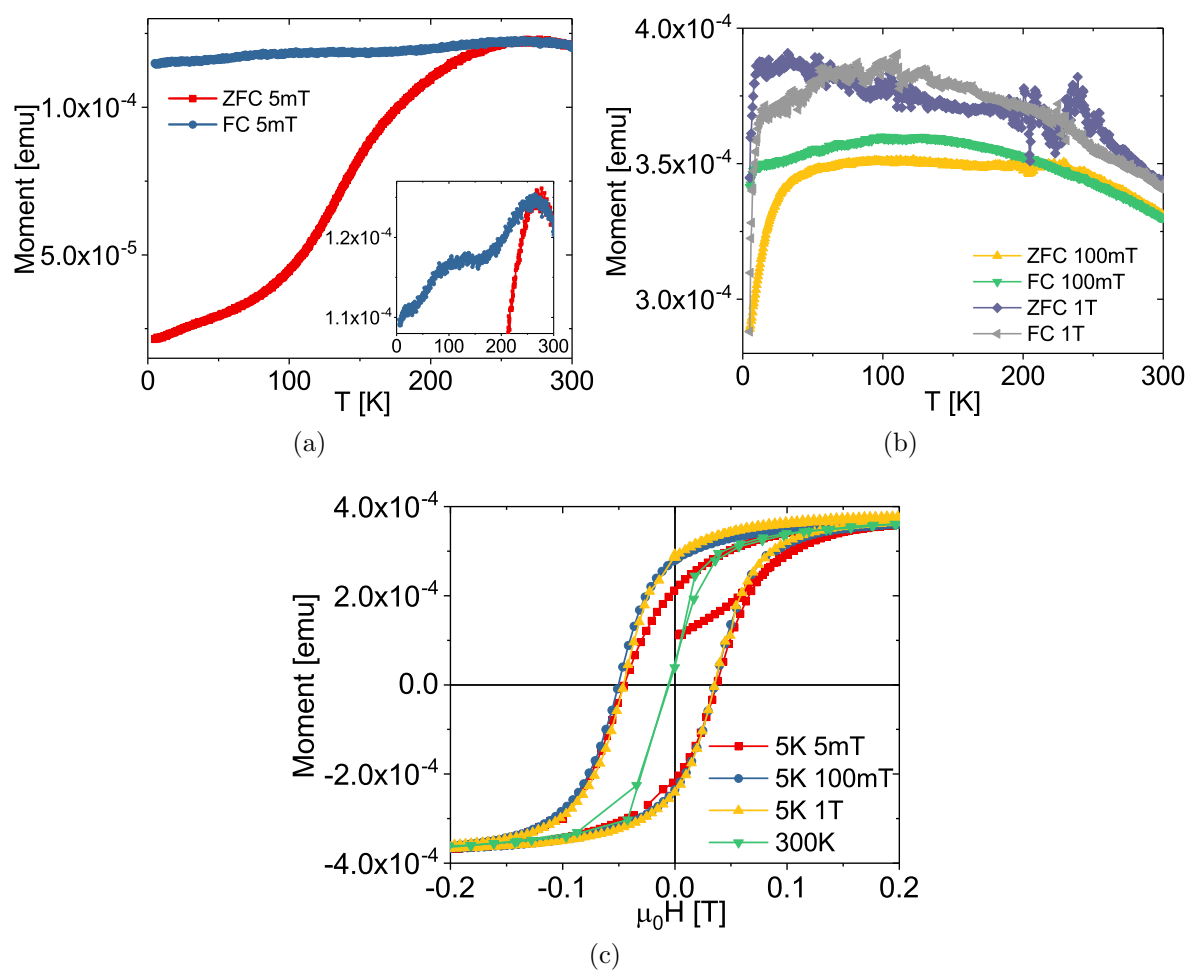 1.0x10⁻⁴
5.0x10⁻⁵
Moment [emu]
ZFC 5mT
FC 5mT
1.2x10⁻⁴
1.1x10⁻⁴
0 100 200 300
0 100 200 300
T [K]
(a)
4.0x10⁻⁴
3.5x10⁻⁴
3.0x10⁻⁴
Moment [emu]
ZFC 100mT
FC 100mT
ZFC 1T
FC 1T
0 100 200 300
T [K]
(b)
4.0x10⁻⁴
2.0x10⁻⁴
0.0
-2.0x10⁻⁴
-4.0x10⁻⁴
Moment [emu]
5K 5mT
5K 100mT
5K 1T
300K
-0.2 -0.1 0.0 0.1 0.2
μ₀H [T]
(c)